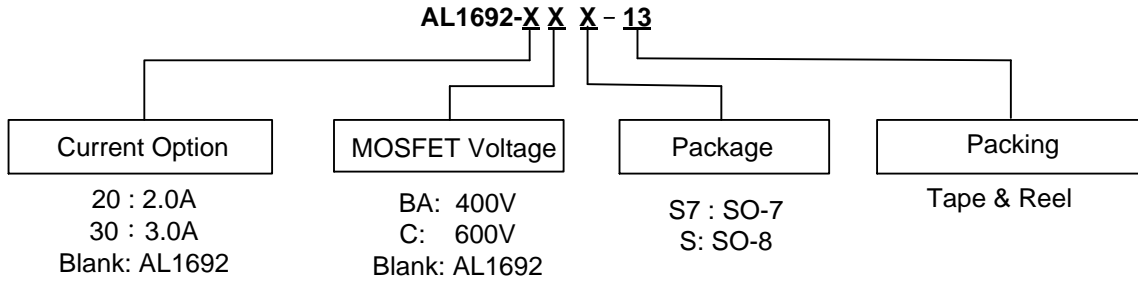 AL1692-X X X – 13
Current Option
MOSFET Voltage
Package
Packing
20 : 2.0A
30：3.0A
Blank: AL1692
BA: 400V
C: 600V
Blank: AL1692
S7 : SO-7
S: SO-8
Tape & Reel